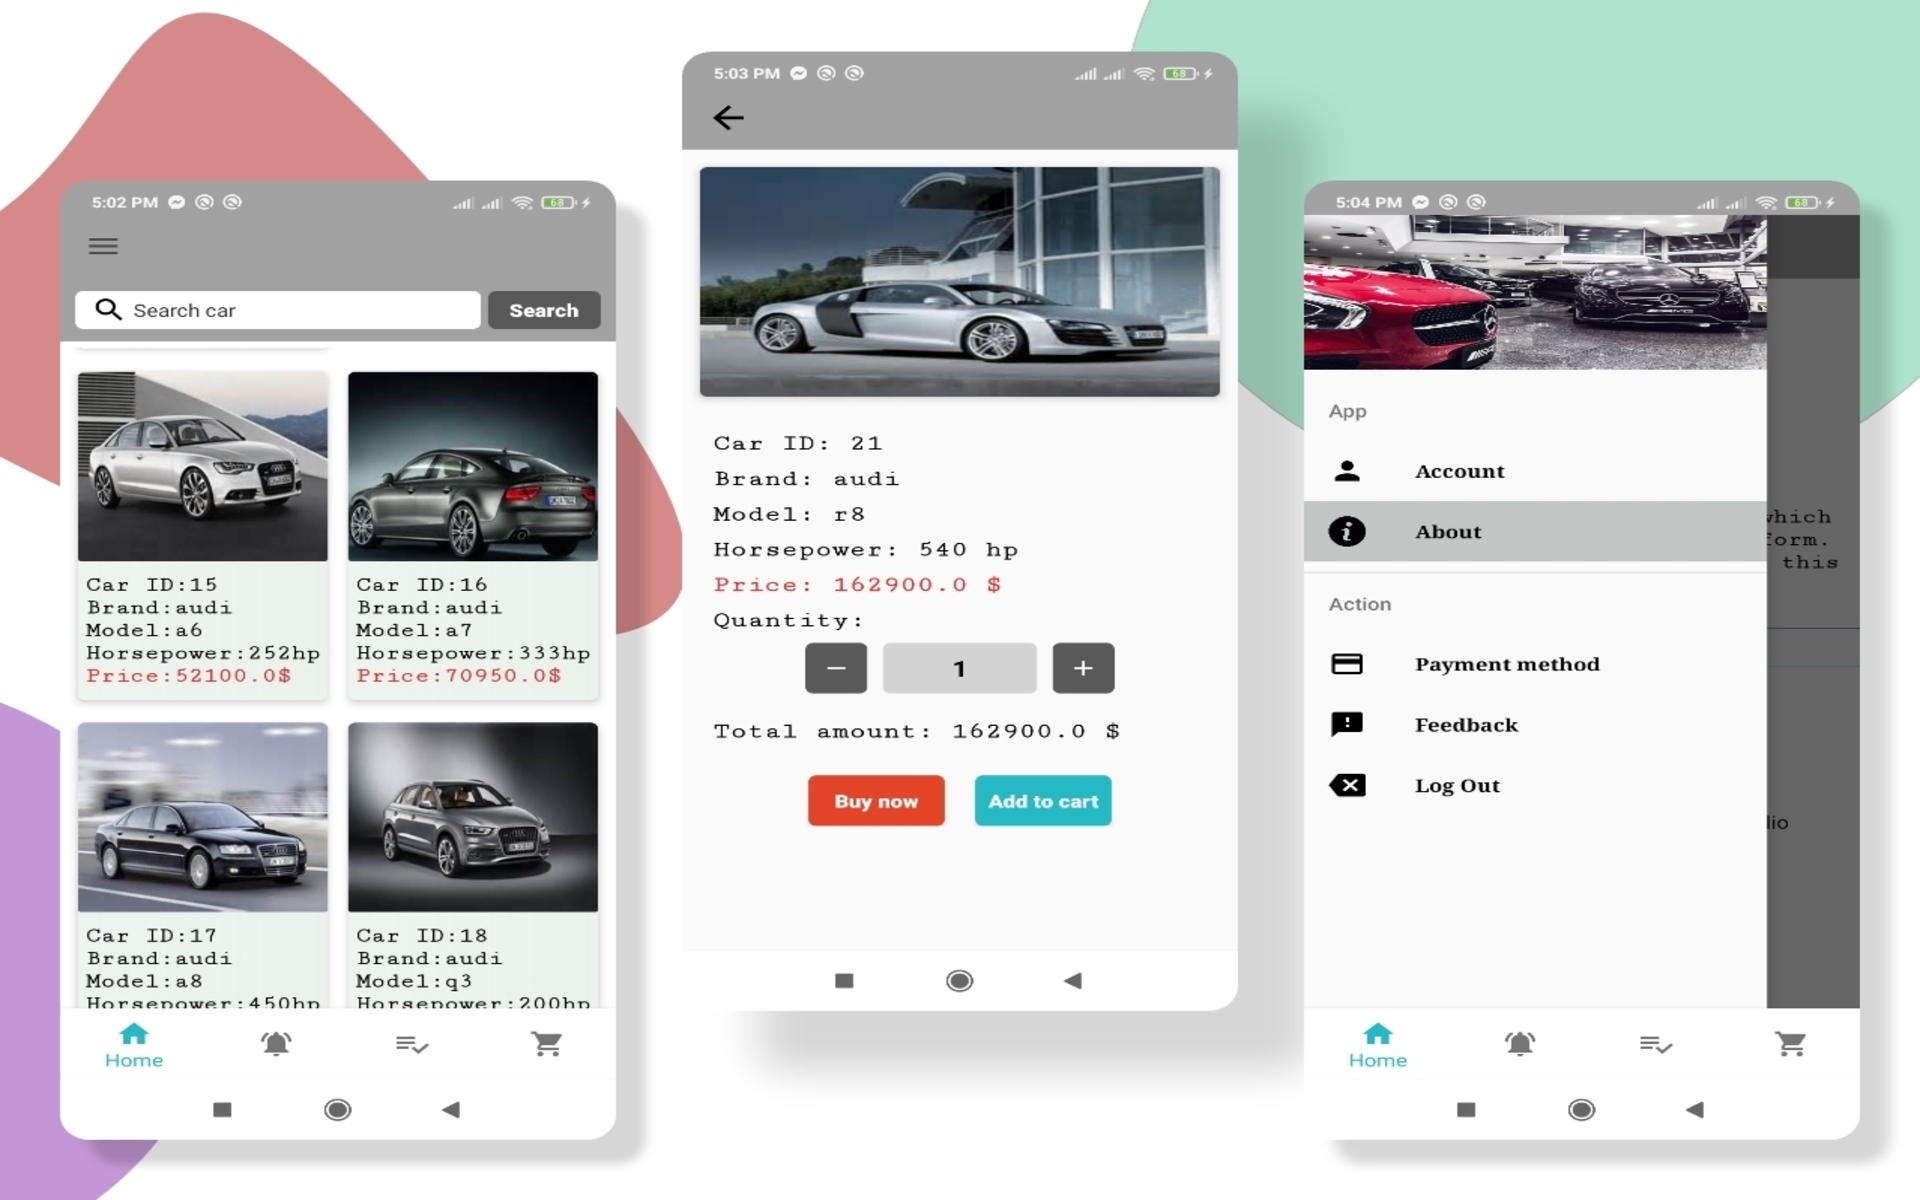 5:02 PM
68
Search car
Search
Car ID:15
Brand:audi
Model:a6
Horsepower:252hp
Price:52100.0$
Car ID:16
Brand:audi
Model:a7
Horsepower:333hp
Price:70950.0$
Car ID:17
Brand:audi
Model:a8
Horsepower:450hp
Car ID:18
Brand:audi
Model:q3
Horsepower:200hp
Home
5:03 PM
68
Car ID: 21
Brand: audi
Model: r8
Horsepower: 540 hp
Price: 162900.0 $
Quantity:
− 1 +
Total amount: 162900.0 $
Buy now
Add to cart
5:04 PM
68
App
Account
About
Action
Payment method
Feedback
Log Out
which
form.
this
dio
Home